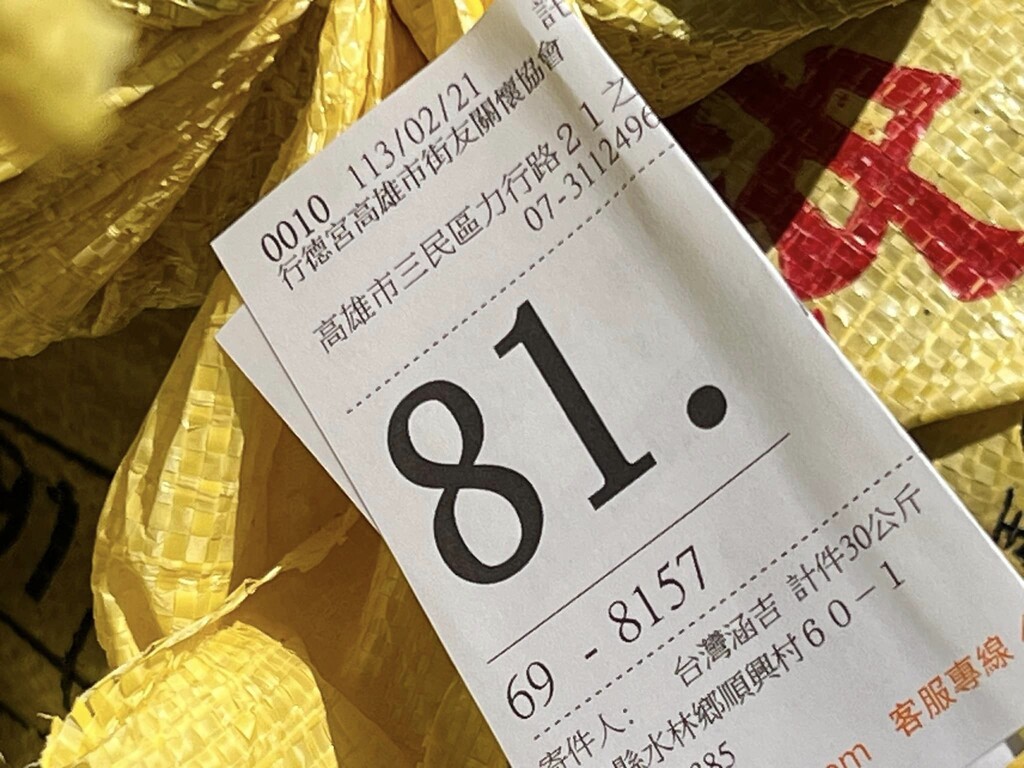 0010 113/02/21 計
行德宮高雄市街友關懷協會
高雄市三民區力行路21之
07-3112496
81.
69 - 8157
台灣涵吉 計件30公斤
寄件人:
縣水林鄉順興村60-1
385
om 客服專線